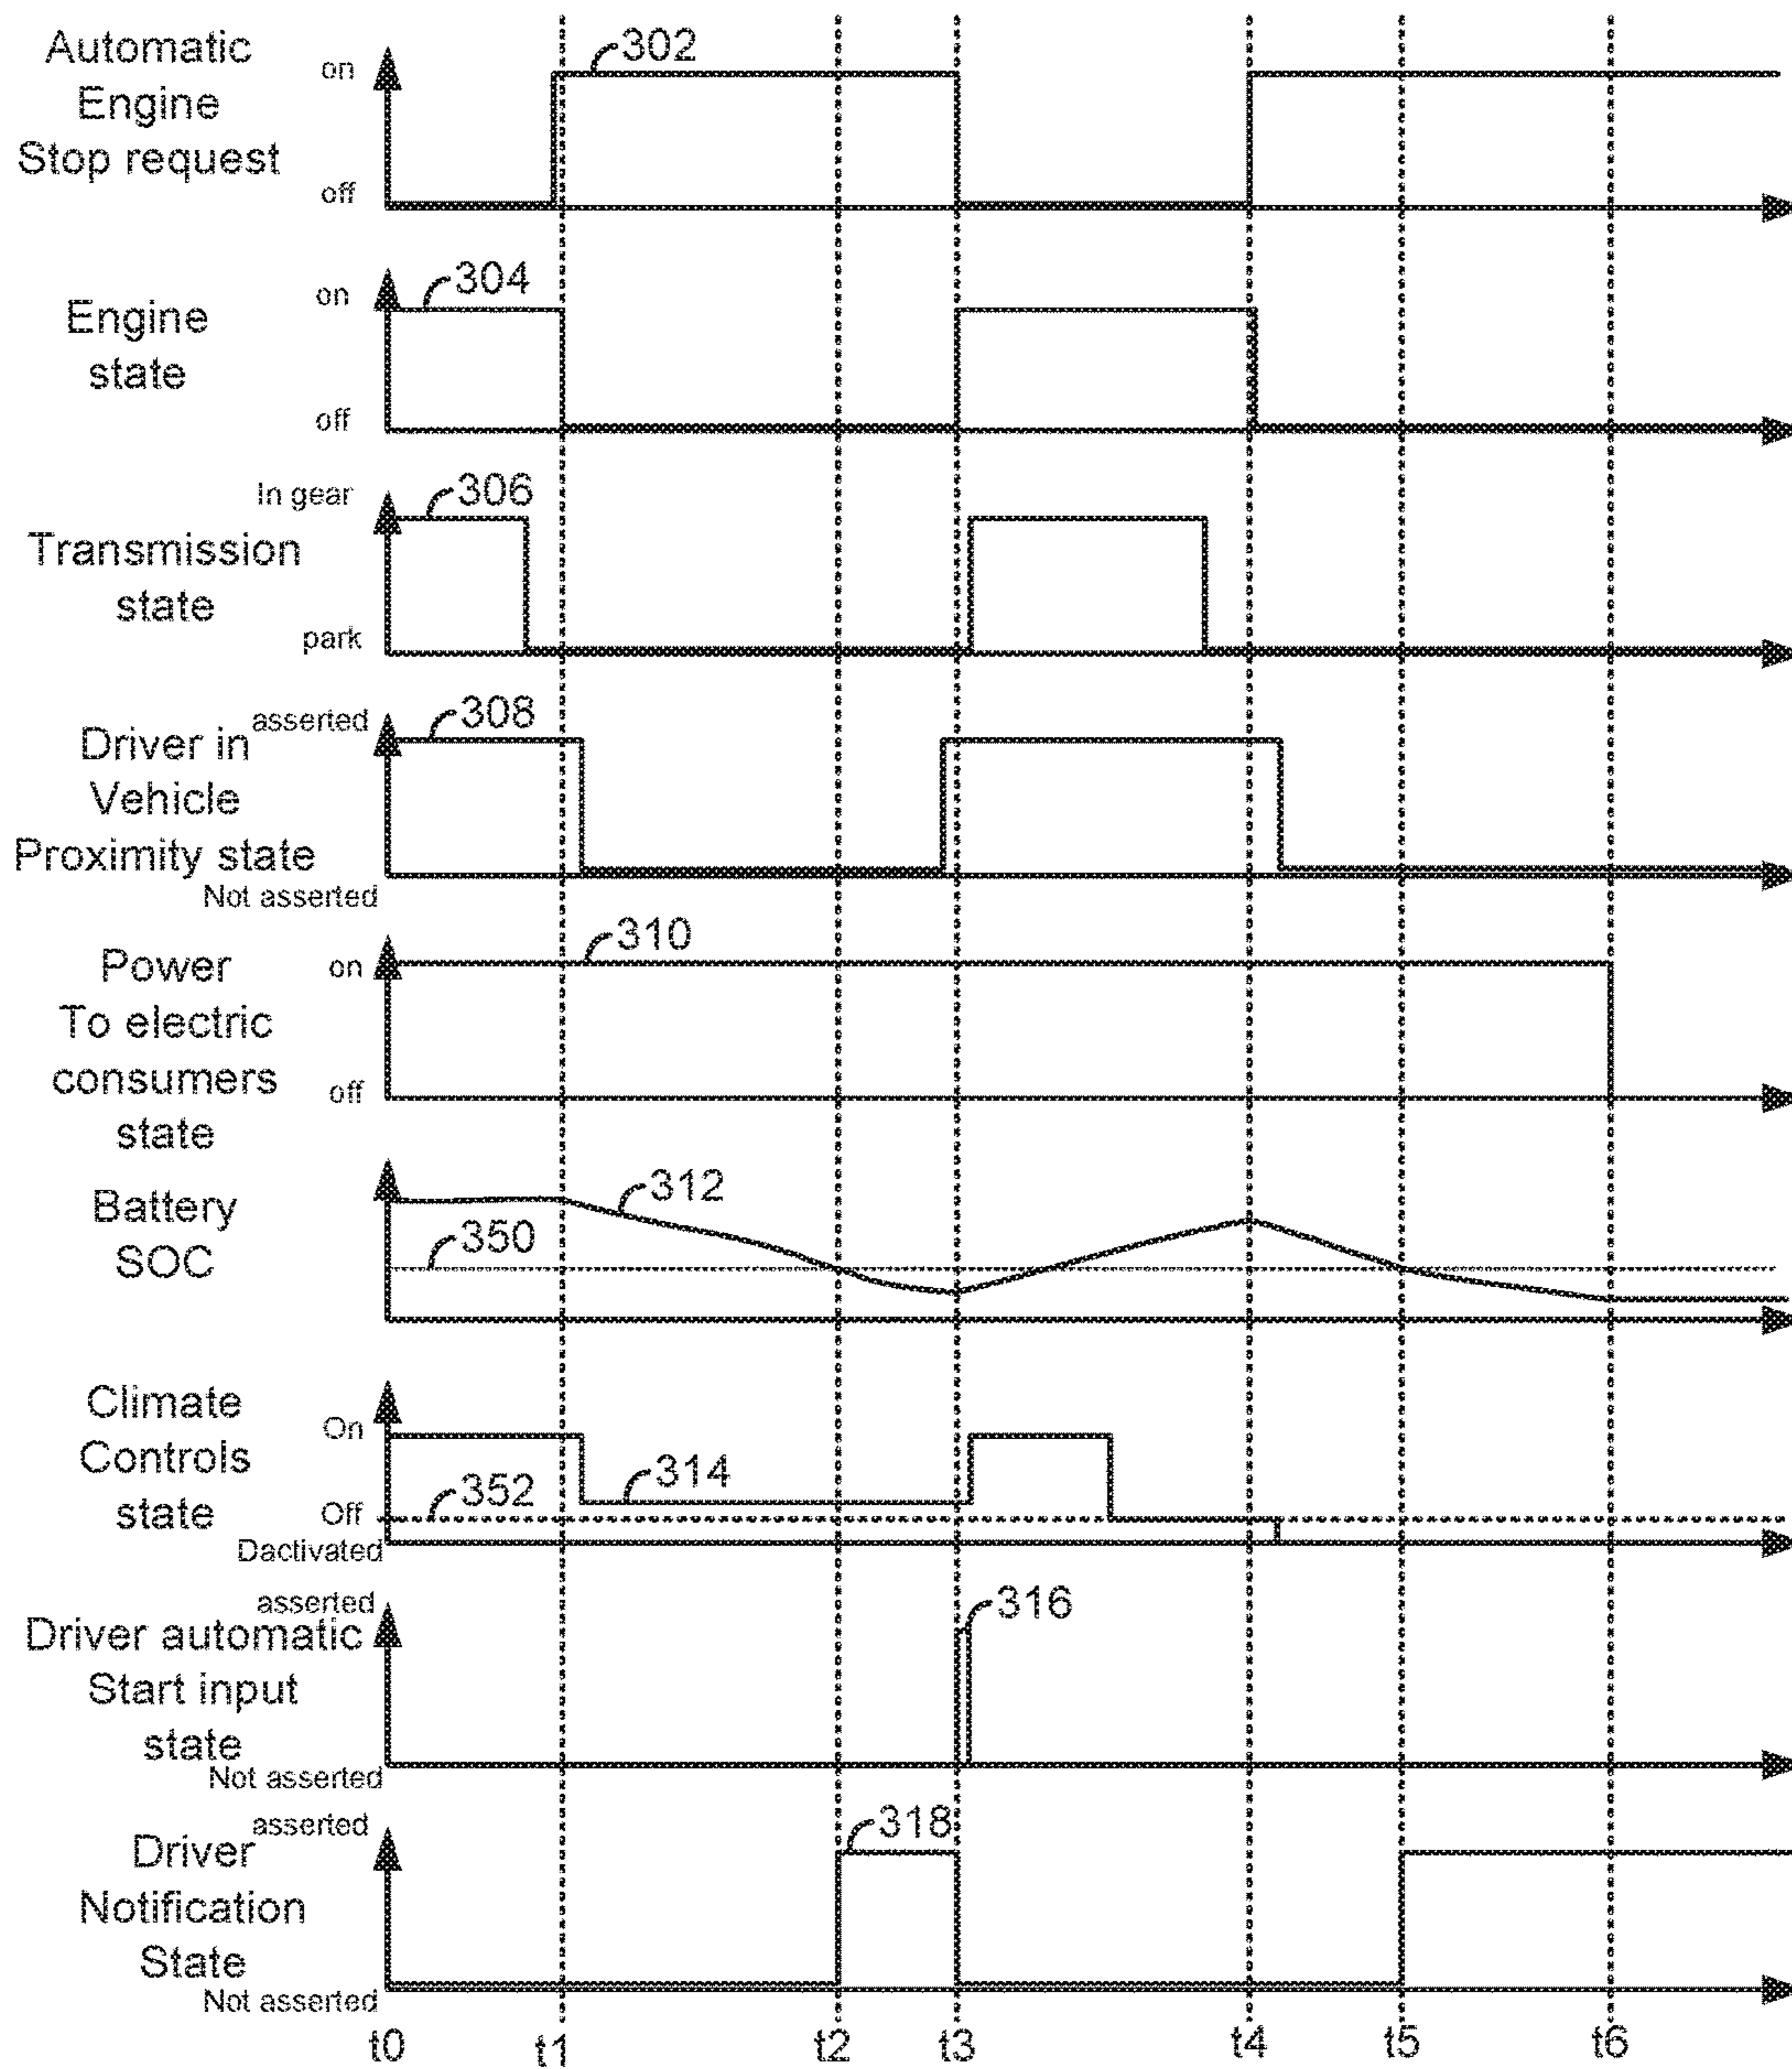 Automatic
Engine
Stop request
on
off
302
Engine
state
on
off
304
Transmission
state
In gear
park
306
Driver in
Vehicle
Proximity state
asserted
Not asserted
308
Power
To electric
consumers
state
on
off
310
Battery
SOC
312
350
Climate
Controls
state
On
Off
Dactivated
314
352
Driver automatic
Start input
state
asserted
Not asserted
316
Driver
Notification
State
asserted
Not asserted
318
t0 t1 t2 t3 t4 t5 t6